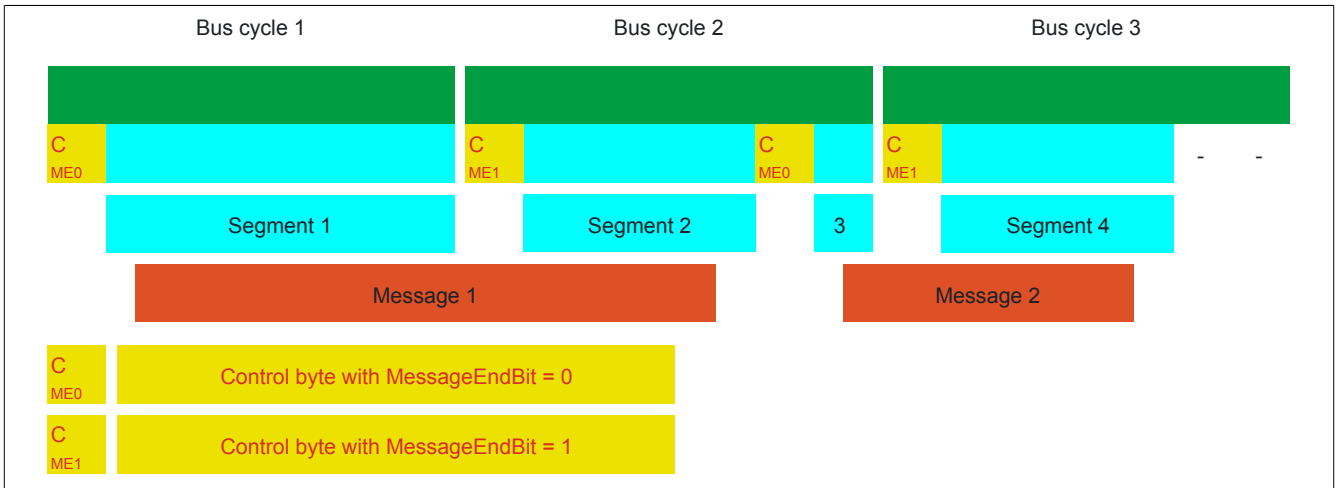 Bus cycle 1
Bus cycle 2
Bus cycle 3
C
ME0
C
ME1
C
ME0
C
ME1
- -
Segment 1
Segment 2
3
Segment 4
Message 1
Message 2
C
ME0
Control byte with MessageEndBit = 0
C
ME1
Control byte with MessageEndBit = 1